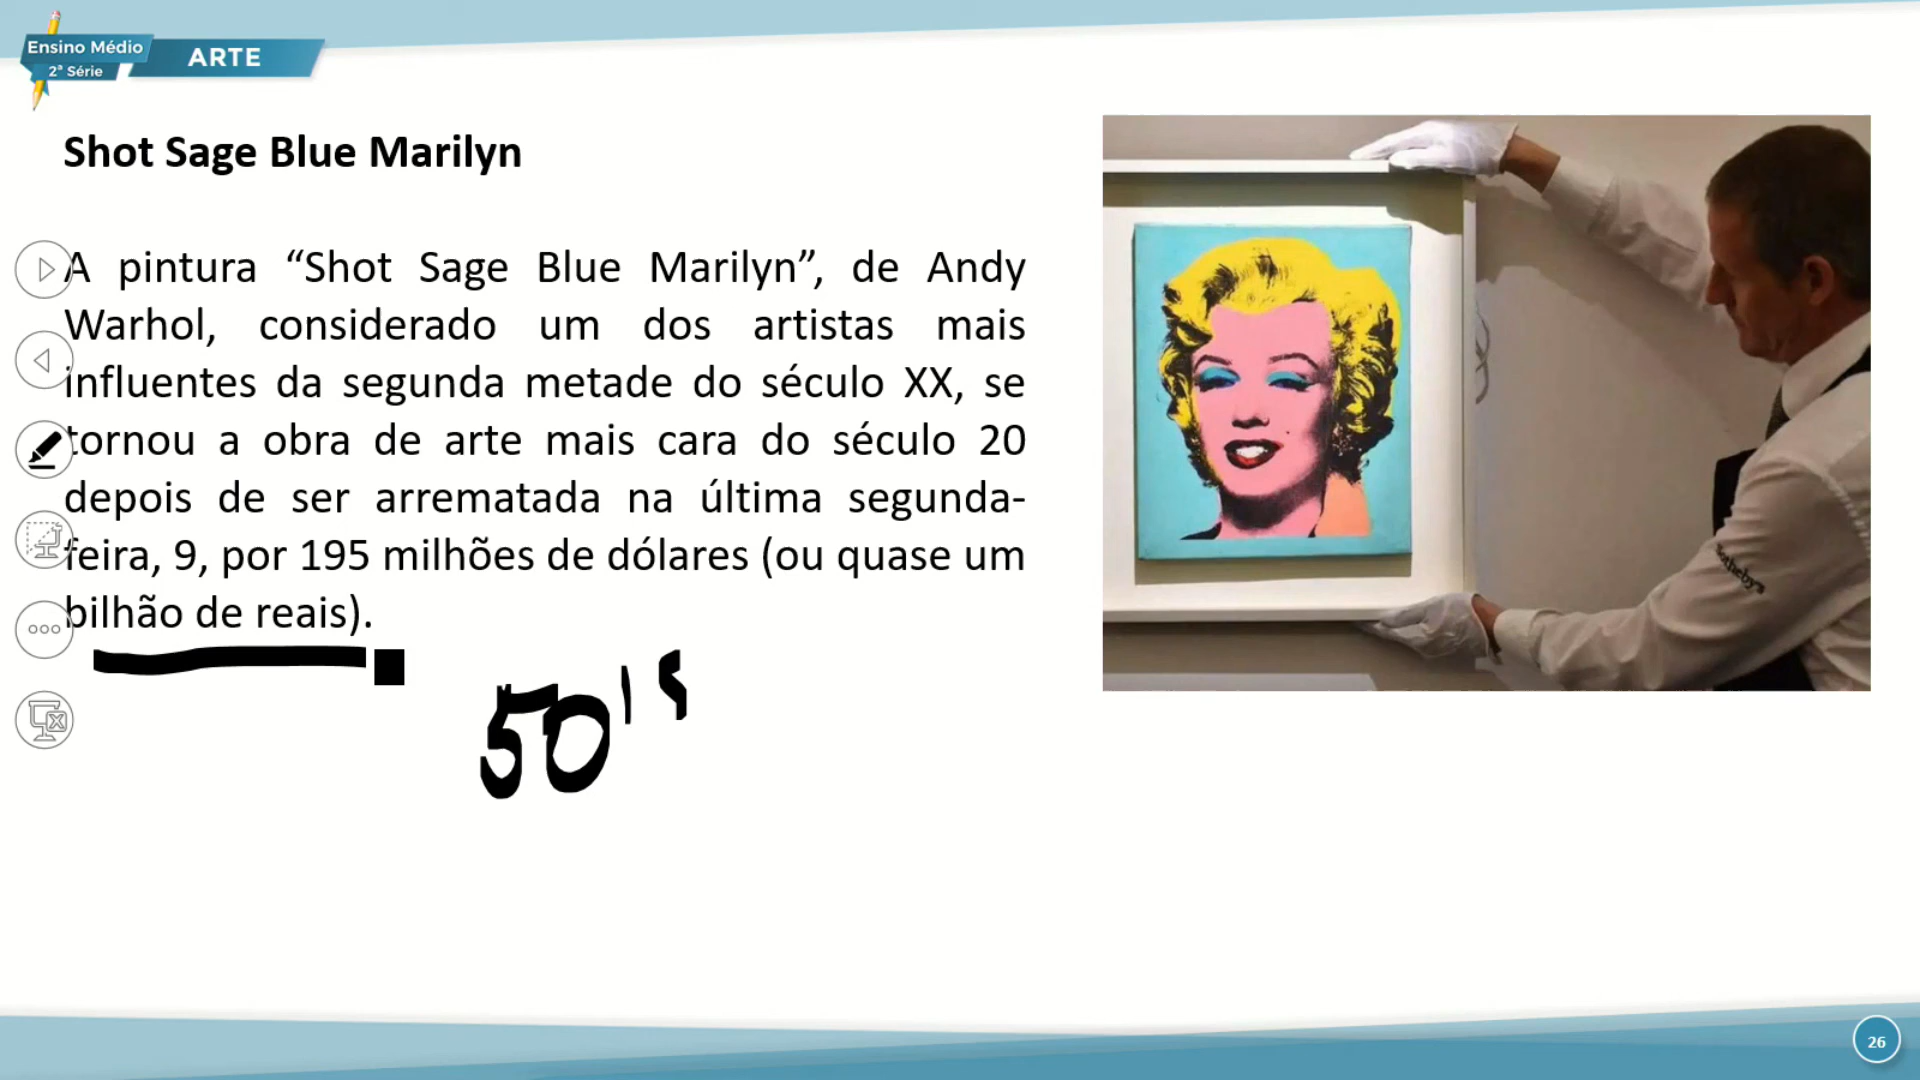 Ensino Médio
2ª Série
ARTE
Shot Sage Blue Marilyn
A pintura “Shot Sage Blue Marilyn”, de Andy
Warhol, considerado um dos artistas mais
influentes da segunda metade do século XX, se
tornou a obra de arte mais cara do século 20
depois de ser arrematada na última segunda-
feira, 9, por 195 milhões de dólares (ou quase um
bilhão de reais).
50's
Sotheby's
26